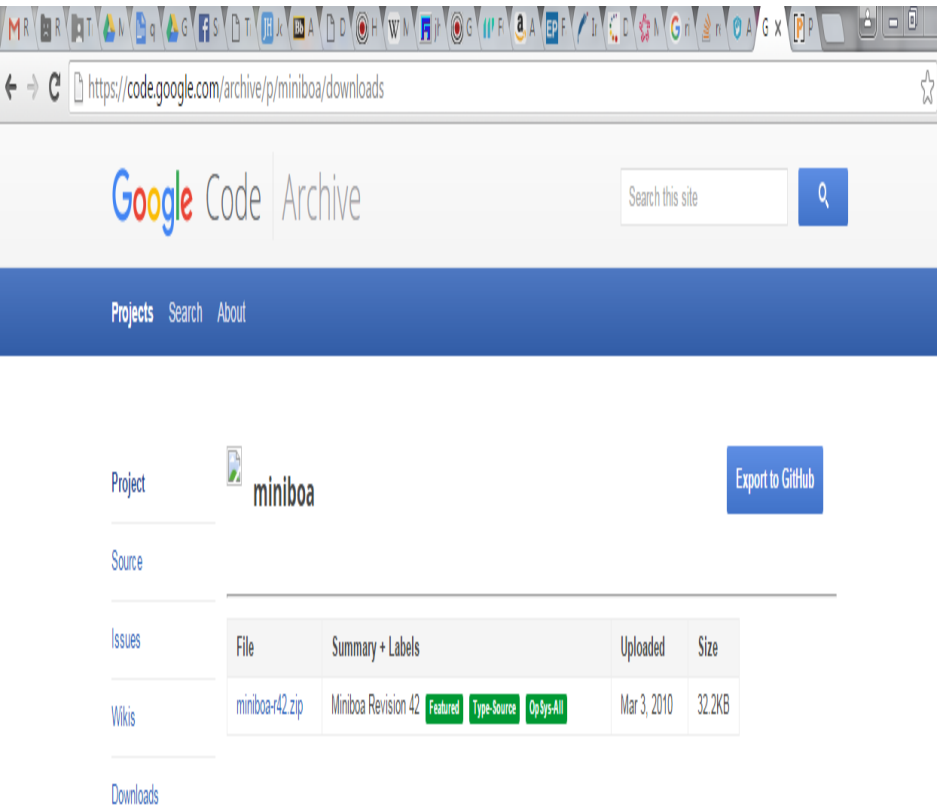 https://code.google.com/archive/p/miniboa/downloads
Google Code Archive
Search this site
Projects Search About
Project
miniboa
Export to GitHub
Source
Issues
File Summary + Labels Uploaded Size
miniboa-r42.zip Miniboa Revision 42 Featured Type-Source OpSys-All Mar 3, 2010 32.2KB
Wikis
Downloads